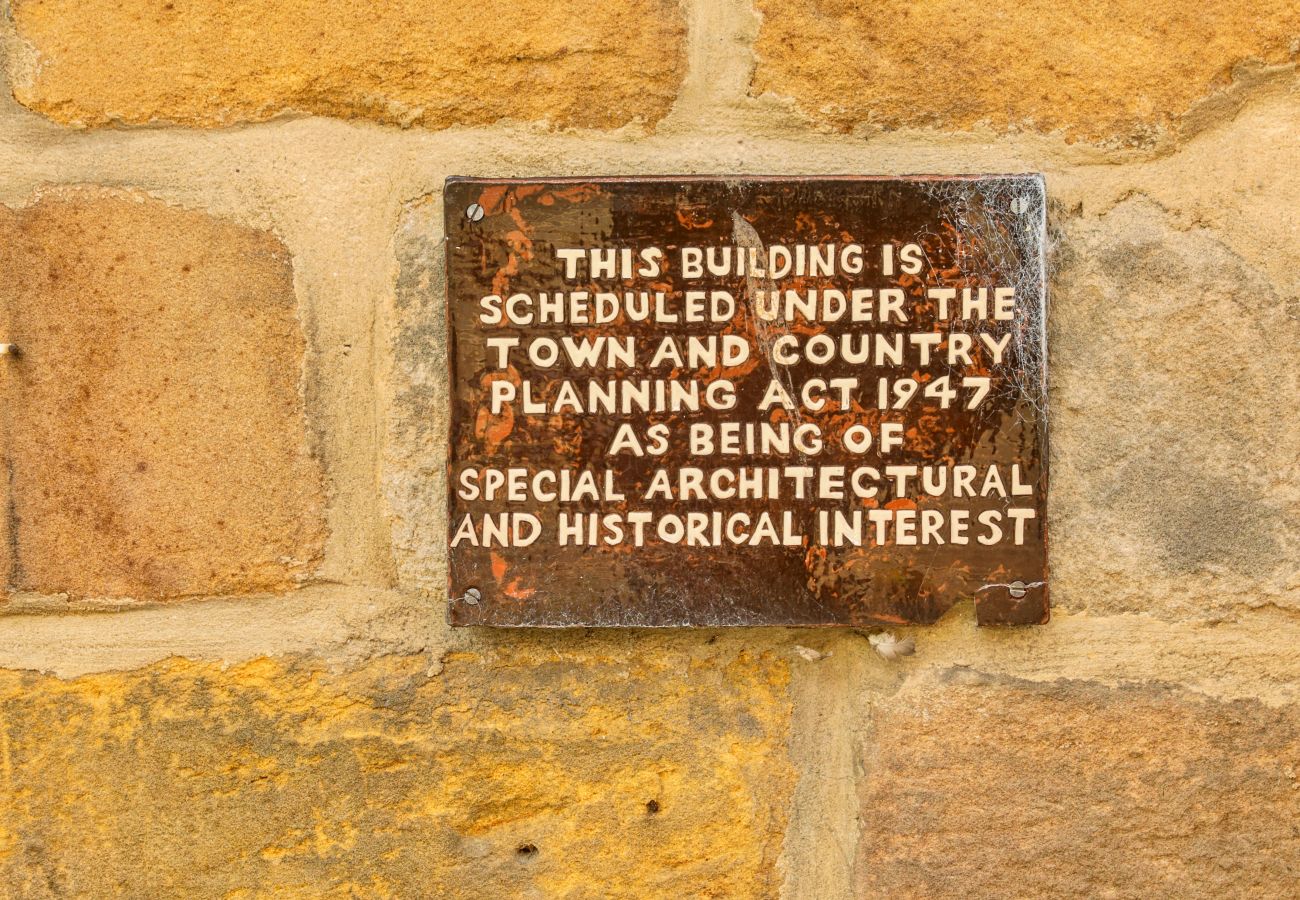 THIS BUILDING IS
SCHEDULED UNDER THE
TOWN AND COUNTRY
PLANNING ACT 1947
AS BEING OF
SPECIAL ARCHITECTURAL
AND HISTORICAL INTEREST